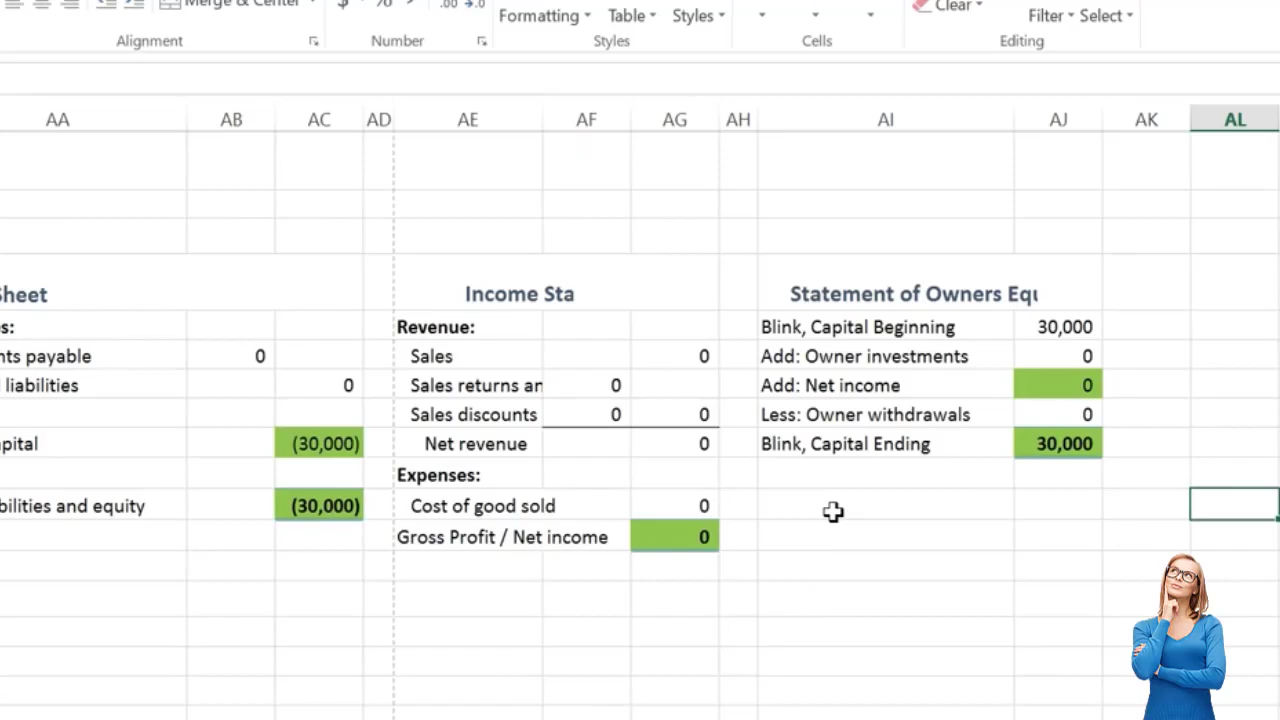 Merge & Center $ % .00 .0
Formatting Table Styles Clear Filter Select
Alignment Number Styles Cells Editing
AA AB AC AD AE AF AG AH AI AJ AK AL
Sheet Income Sta Statement of Owners Equ
s: Revenue: Blink, Capital Beginning 30,000
nts payable 0 Sales 0 Add: Owner investments 0
liabilities 0 Sales returns an 0 Add: Net income 0
Sales discounts 0 0 Less: Owner withdrawals 0
pital (30,000) Net revenue 0 Blink, Capital Ending 30,000
Expenses:
bilities and equity (30,000) Cost of good sold 0
Gross Profit / Net income 0